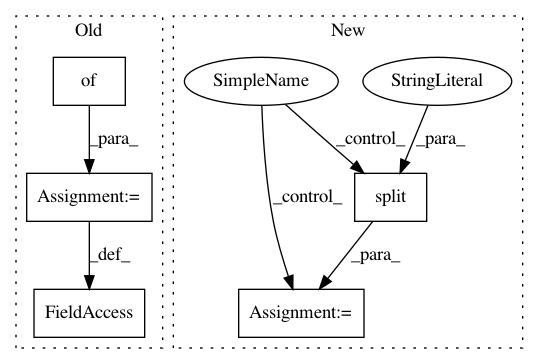 Old
New
of
SimpleName
StringLiteral
_para_
_control_
_para_
Assignment:=
split
_control_
_def_
_para_
FieldAccess
Assignment:=